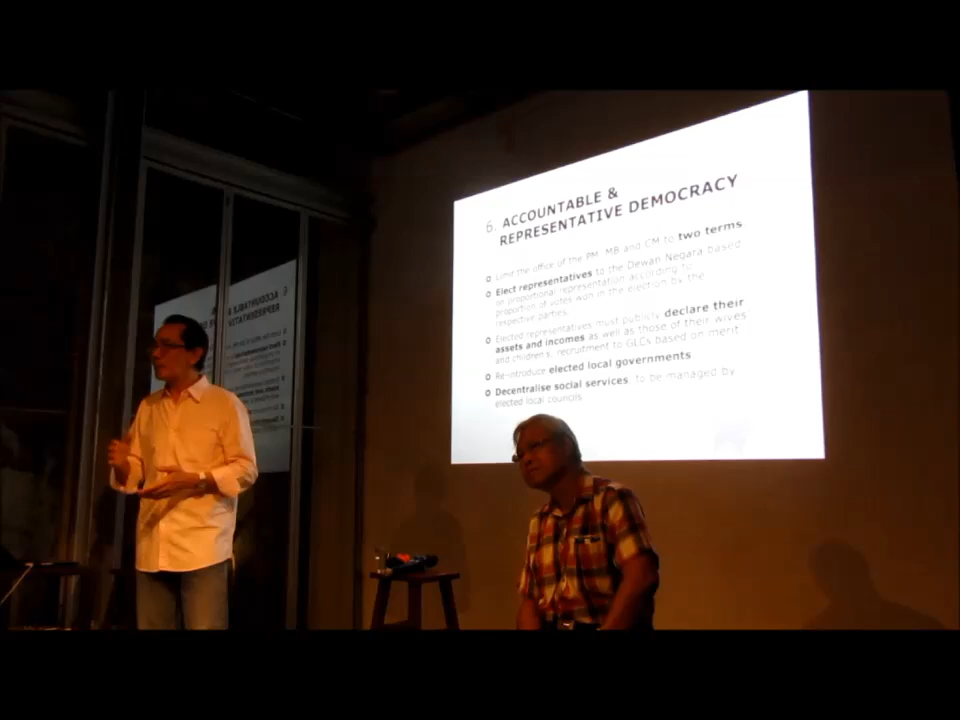 6. ACCOUNTABLE &
REPRESENTATIVE DEMOCRACY
Limit the office of the PM, MB and CM to two terms.
Elect representatives to the Dewan Negara based
on proportional representation according to
proportion of votes won in the election by the
respective parties.
Elected representatives must publicly declare their
assets and incomes as well as those of their wives
and children's, recruitment to GLCs based on merit
Re-introduce elected local governments
Decentralise social services, to be managed by
elected local councils